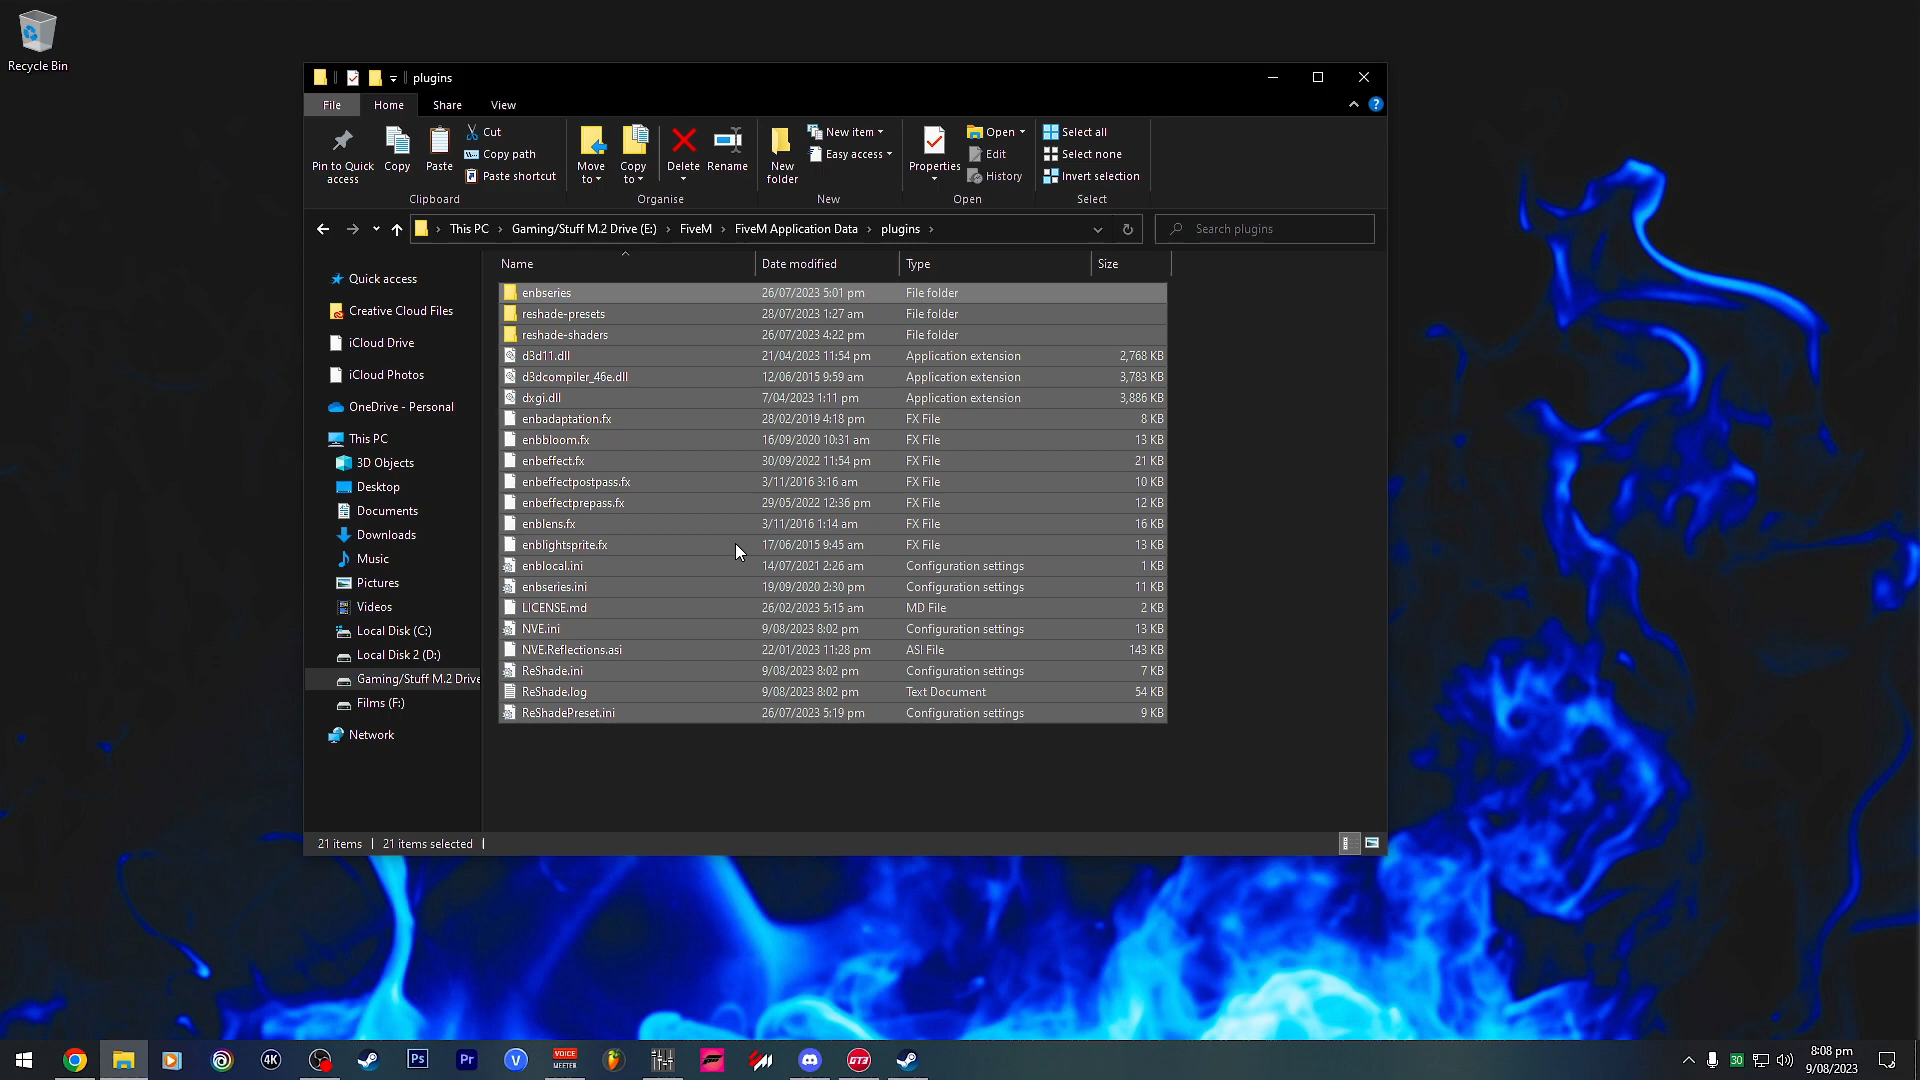 Recycle Bin
plugins
File
Home
Share
View
Pin to Quick access
Copy
Paste
Cut
Copy path
Paste shortcut
Clipboard
Move to
Copy to
Delete
Rename
Organise
New folder
New item
Easy access
New
Properties
Open
Edit
History
Open
Select all
Select none
Invert selection
Select
This PC > Gaming/Stuff M.2 Drive (E:) > FiveM > FiveM Application Data > plugins >
Search plugins
Quick access
Creative Cloud Files
iCloud Drive
iCloud Photos
OneDrive - Personal
This PC
3D Objects
Desktop
Documents
Downloads
Music
Pictures
Videos
Local Disk (C:)
Local Disk 2 (D:)
Gaming/Stuff M.2 Drive
Films (F:)
Network
Name Date modified Type Size
enbseries 26/07/2023 5:01 pm File folder
reshade-presets 28/07/2023 1:27 am File folder
reshade-shaders 26/07/2023 4:22 pm File folder
d3d11.dll 21/04/2023 11:54 pm Application extension 2,768 KB
d3dcompiler_46e.dll 12/06/2015 9:59 am Application extension 3,783 KB
dxgi.dll 7/04/2023 1:11 pm Application extension 3,886 KB
enbadaptation.fx 28/02/2019 4:18 pm FX File 8 KB
enbbloom.fx 16/09/2020 10:31 am FX File 13 KB
enbeffect.fx 30/09/2022 11:54 pm FX File 21 KB
enbeffectpostpass.fx 3/11/2016 3:16 am FX File 10 KB
enbeffectprepass.fx 29/05/2022 12:36 pm FX File 12 KB
enblens.fx 3/11/2016 1:14 am FX File 16 KB
enblightsprite.fx 17/06/2015 9:45 am FX File 13 KB
enblocal.ini 14/07/2021 2:26 am Configuration settings 1 KB
enbseries.ini 19/09/2020 2:30 pm Configuration settings 11 KB
LICENSE.md 26/02/2023 5:15 am MD File 2 KB
NVE.ini 9/08/2023 8:02 pm Configuration settings 13 KB
NVE.Reflections.asi 22/01/2023 11:28 pm ASI File 143 KB
ReShade.ini 9/08/2023 8:02 pm Configuration settings 7 KB
ReShade.log 9/08/2023 8:02 pm Text Document 54 KB
ReShadePreset.ini 26/07/2023 5:19 pm Configuration settings 9 KB
21 items
21 items selected
4K
Ps
Pr
V
VOICE MEETER
GT3
30
8:08 pm
9/08/2023